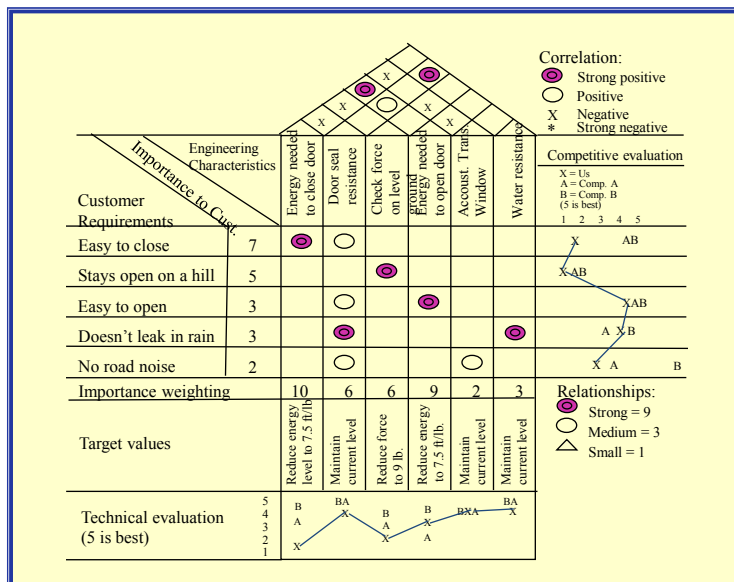 Correlation:
Strong positive
Positive
X Negative
* Strong negative
X
X
X
X
X
X
X
Importance to Cust.
Engineering
Characteristics
Customer
Requirements
Energy needed
to close door
Door seal
resistance
Check force
on level
ground
Energy needed
to open door
Accoust. Trans.
Window
Water resistance
Competitive evaluation
X = Us
A = Comp. A
B = Comp. B
(5 is best)
1 2 3 4 5
Easy to close 7 X AB
Stays open on a hill 5 X AB
Easy to open 3 X AB
Doesn't leak in rain 3 A X B
No road noise 2 X A B
Importance weighting 10 6 6 9 2 3
Relationships:
Strong = 9
Medium = 3
Small = 1
Target values
Reduce energy
level to 7.5 ft/lb
Maintain
current level
Reduce force
to 9 lb.
Reduce energy
to 7.5 ft/lb.
Maintain
current level
Maintain
current level
Technical evaluation
(5 is best)
5
4
3
2
1
B
A
X
BA
X
B
A
X
B
X
A
BXA
BA
X